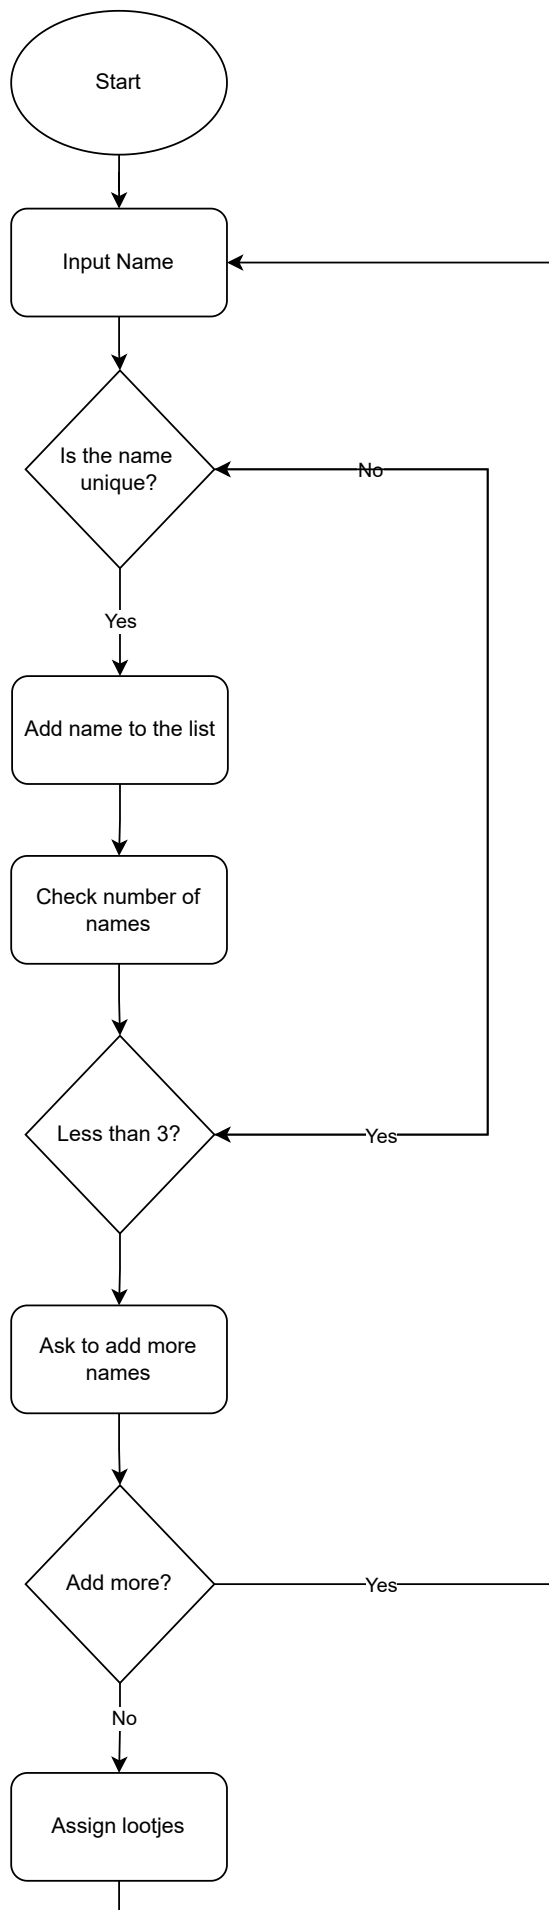 Start
Input Name
Is the name
unique?
No
Yes
Add name to the list
Check number of
names
Less than 3?
Yes
Ask to add more
names
Add more?
Yes
No
Assign lootjes